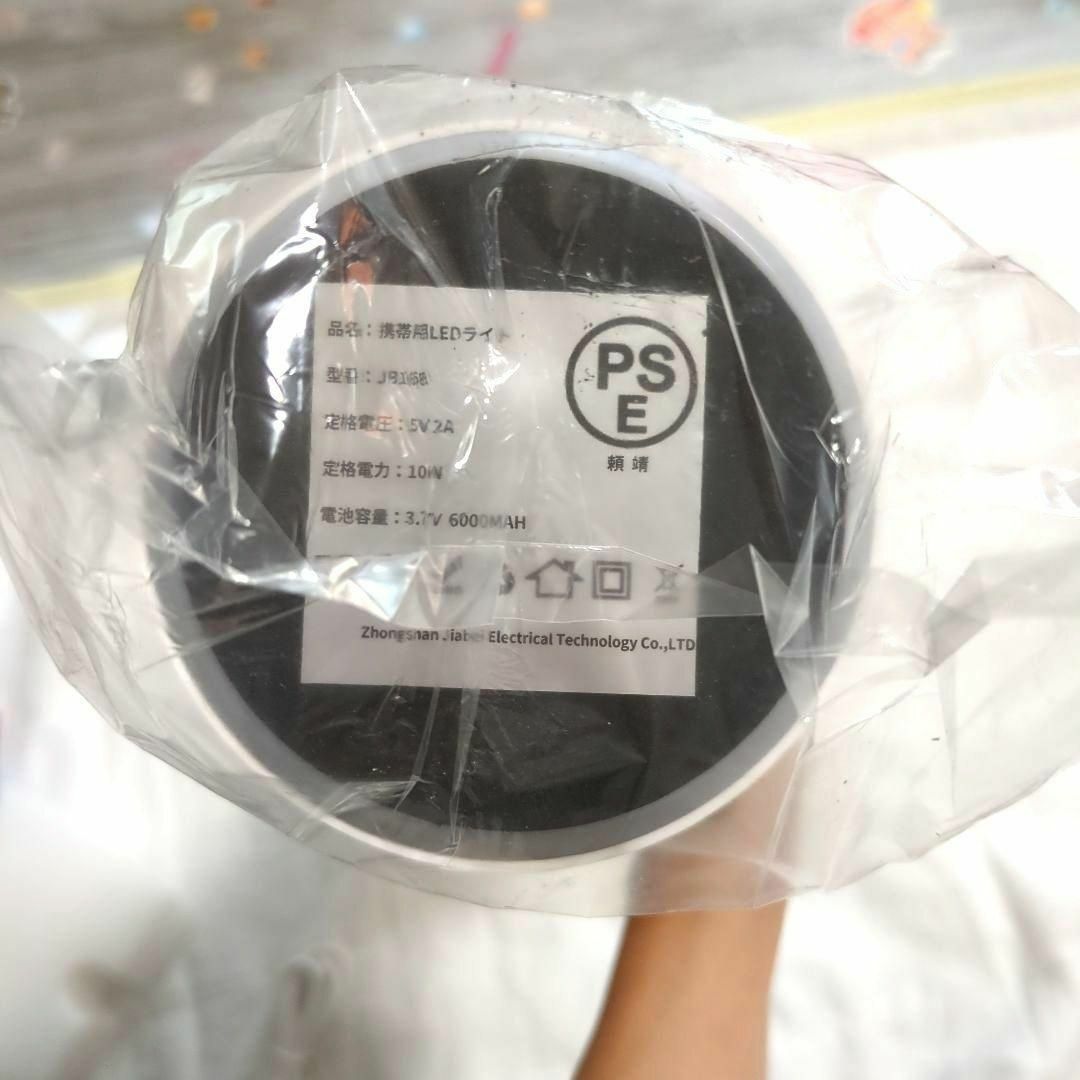 品名：携帯用LEDライト
型番：JB168
定格電圧：5V 2A
定格電力：10W
電池容量：3.7V 6000MAH
PS
E
頼 靖
Zhongshan Jiabei Electrical Technology Co.,LTD